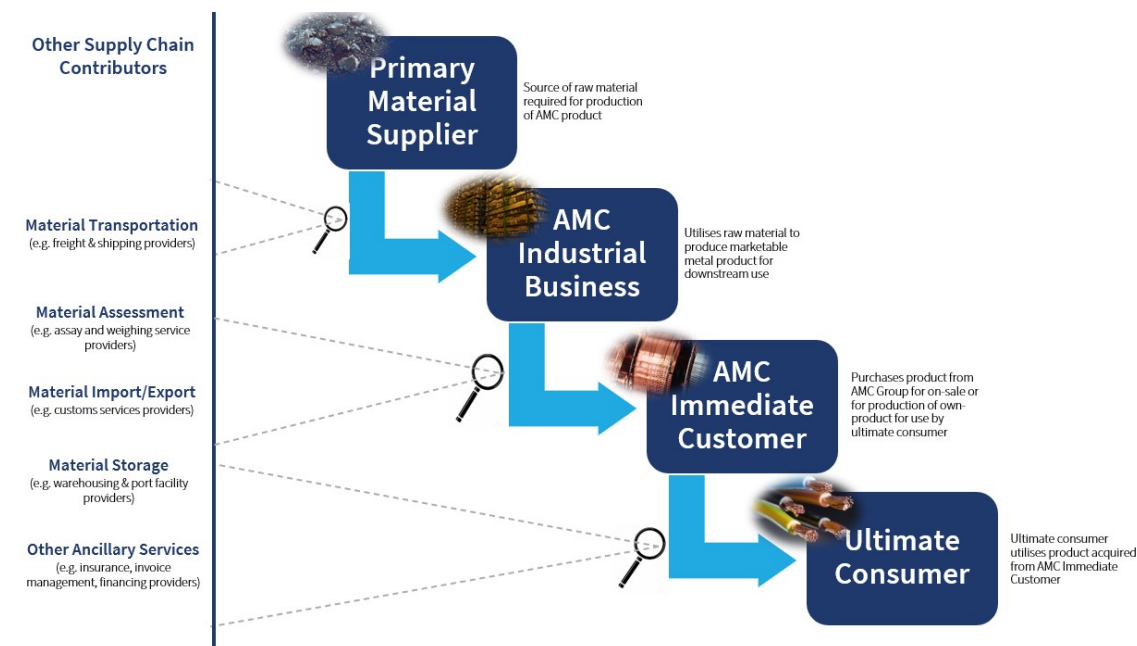 Other Supply Chain
Contributors
Primary
Material
Supplier
Source of raw material
required for production
of AMC product
Material Transportation
(e.g. freight & shipping providers)
AMC
Industrial
Business
Utilises raw material to
produce marketable
metal product for
downstream use
Material Assessment
(e.g. assay and weighing service
providers)
Material Import/Export
(e.g. customs services providers)
AMC
Immediate
Customer
Purchases product from
AMC Group for on-sale or
for production of own-
product for use by
ultimate consumer
Material Storage
(e.g. warehousing & port facility
providers)
Other Ancillary Services
(e.g. insurance, invoice
management, financing providers)
Ultimate
Consumer
Ultimate consumer
utilises product acquired
from AMC Immediate
Customer